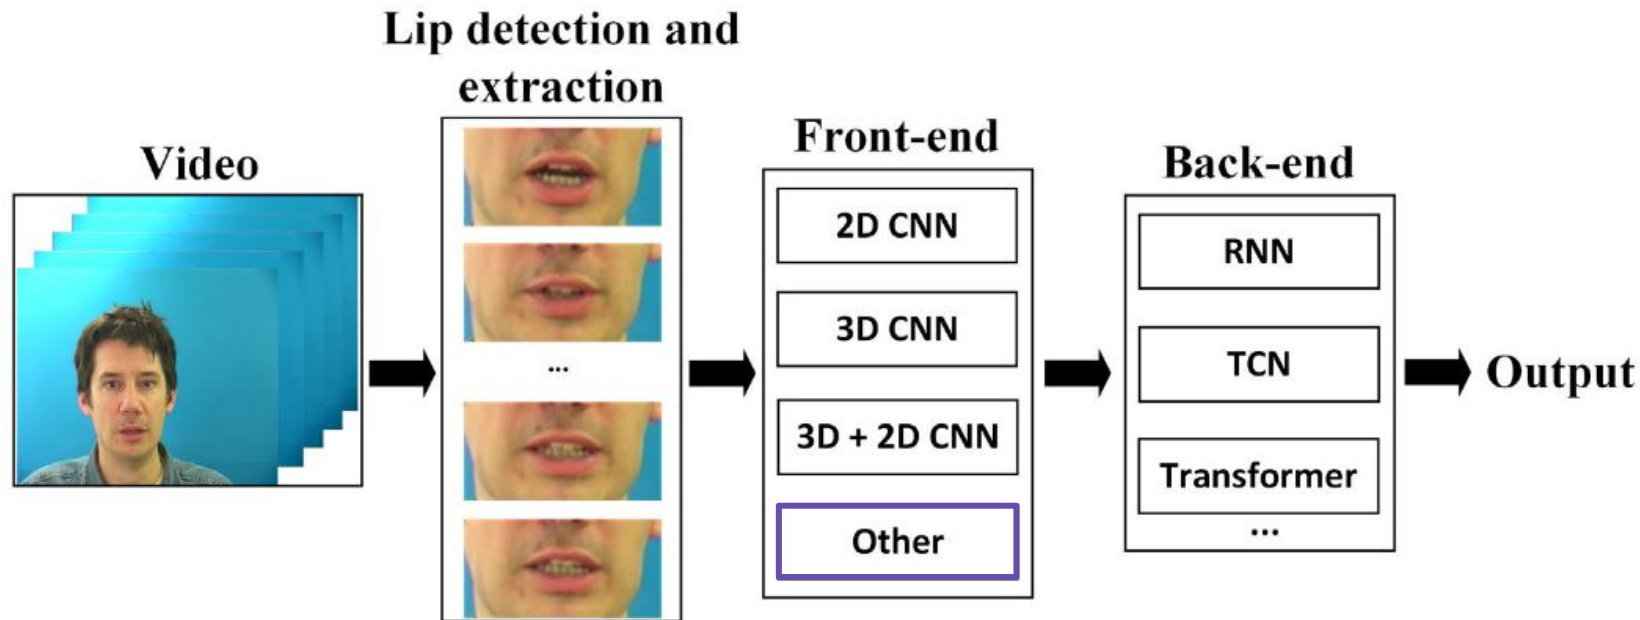 Video
Lip detection and
extraction
...
Front-end
2D CNN
3D CNN
3D + 2D CNN
Other
Back-end
RNN
TCN
Transformer
...
Output